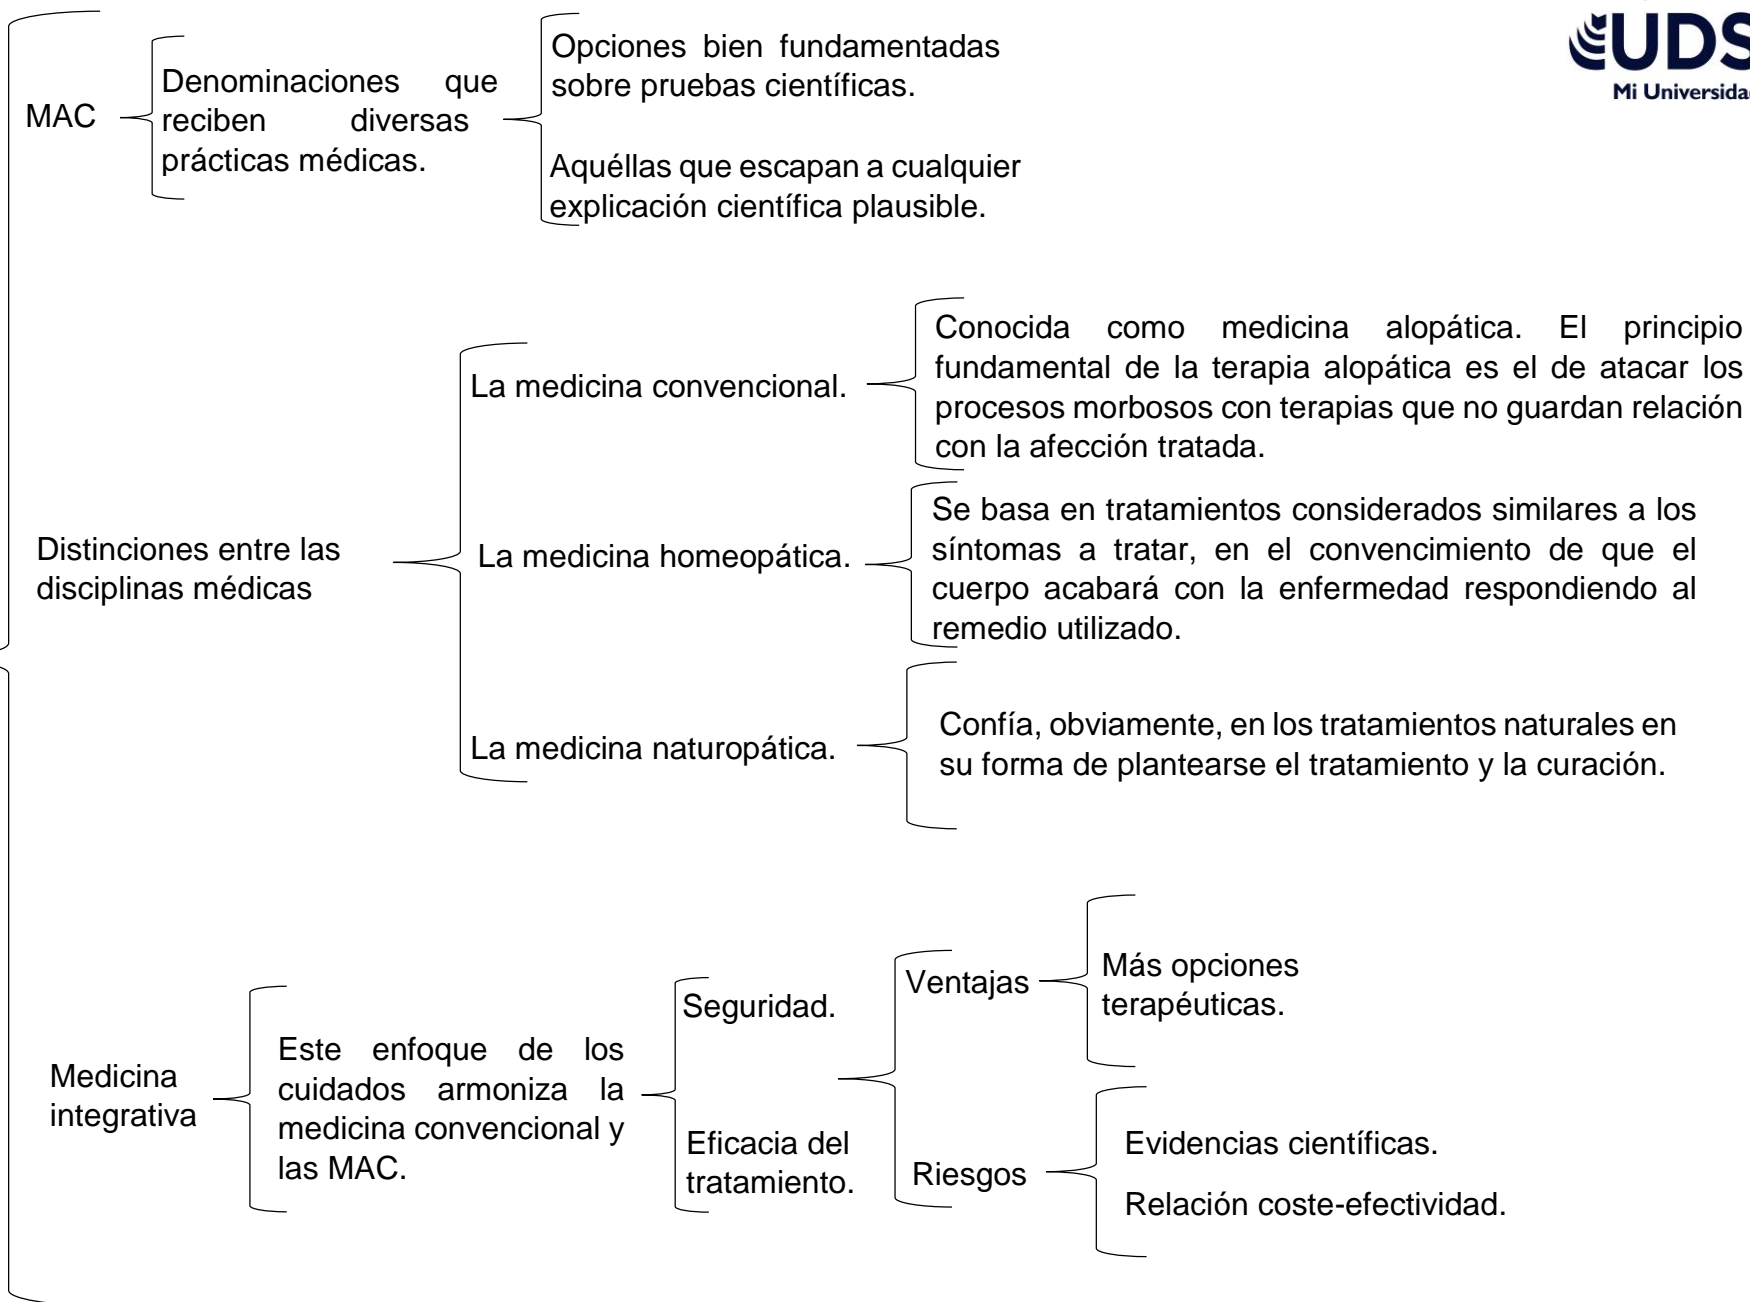 UDS
Mi Universida
MAC
Denominaciones que
reciben diversas
prácticas médicas.
Opciones bien fundamentadas
sobre pruebas científicas.
Aquéllas que escapan a cualquier
explicación científica plausible.
Distinciones entre las
disciplinas médicas
La medicina convencional.
Conocida como medicina alopática. El principio
fundamental de la terapia alopática es el de atacar los
procesos morbosos con terapias que no guardan relación
con la afección tratada.
La medicina homeopática.
Se basa en tratamientos considerados similares a los
síntomas a tratar, en el convencimiento de que el
cuerpo acabará con la enfermedad respondiendo al
remedio utilizado.
La medicina naturopática.
Confía, obviamente, en los tratamientos naturales en
su forma de plantearse el tratamiento y la curación.
Medicina
integrativa
Este enfoque de los
cuidados armoniza la
medicina convencional y
las MAC.
Seguridad.
Eficacia del
tratamiento.
Ventajas
Más opciones
terapéuticas.
Riesgos
Evidencias científicas.
Relación coste-efectividad.